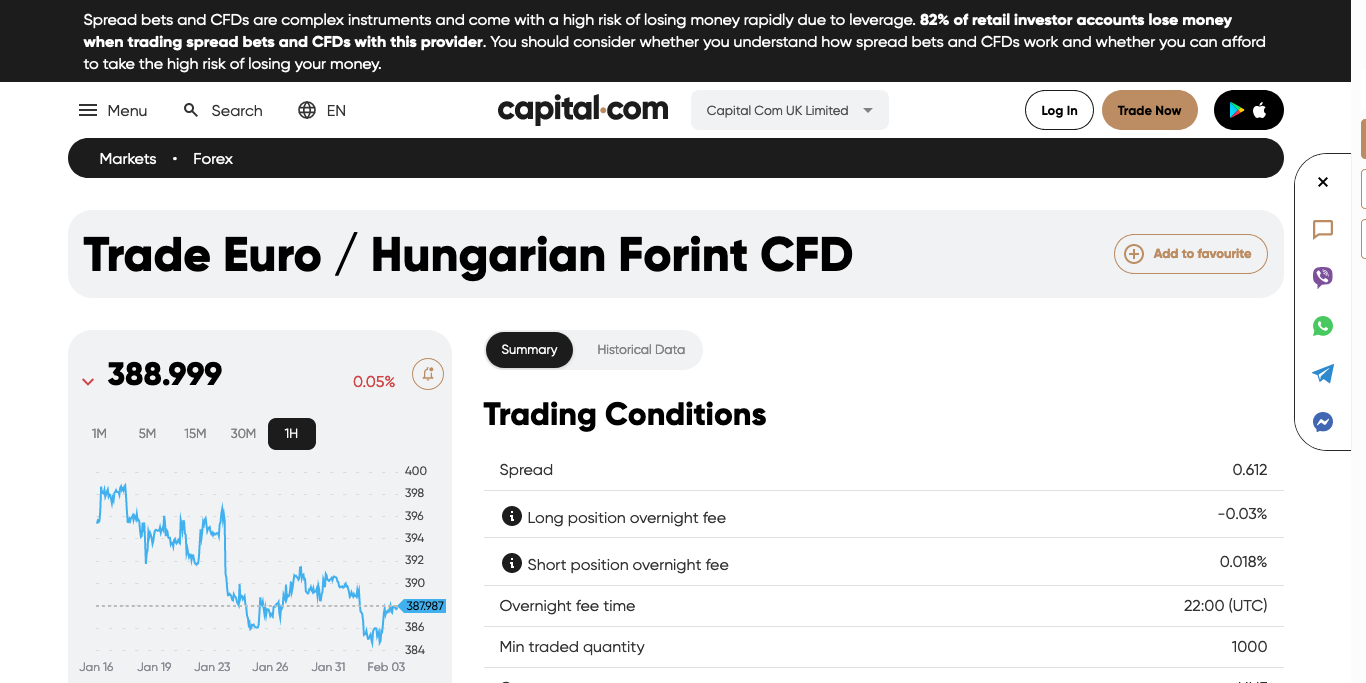 Spread bets and CFDs are complex instruments and come with a high risk of losing money rapidly due to leverage. 82% of retail investor accounts lose money
when trading spread bets and CFDs with this provider. You should consider whether you understand how spread bets and CFDs work and whether you can afford
to take the high risk of losing your money.
Menu
Search
EN
capital.com
Capital Com UK Limited
Log In
Trade Now
Markets • Forex
Trade Euro / Hungarian Forint CFD
Add to favourite
388.999
0.05%
1M 5M 15M 30M 1H
400
398
396
394
392
390
387.987
386
384
Jan 16 Jan 19 Jan 23 Jan 26 Jan 31 Feb 03
Summary
Historical Data
Trading Conditions
Spread 0.612
Long position overnight fee -0.03%
Short position overnight fee 0.018%
Overnight fee time 22:00 (UTC)
Min traded quantity 1000